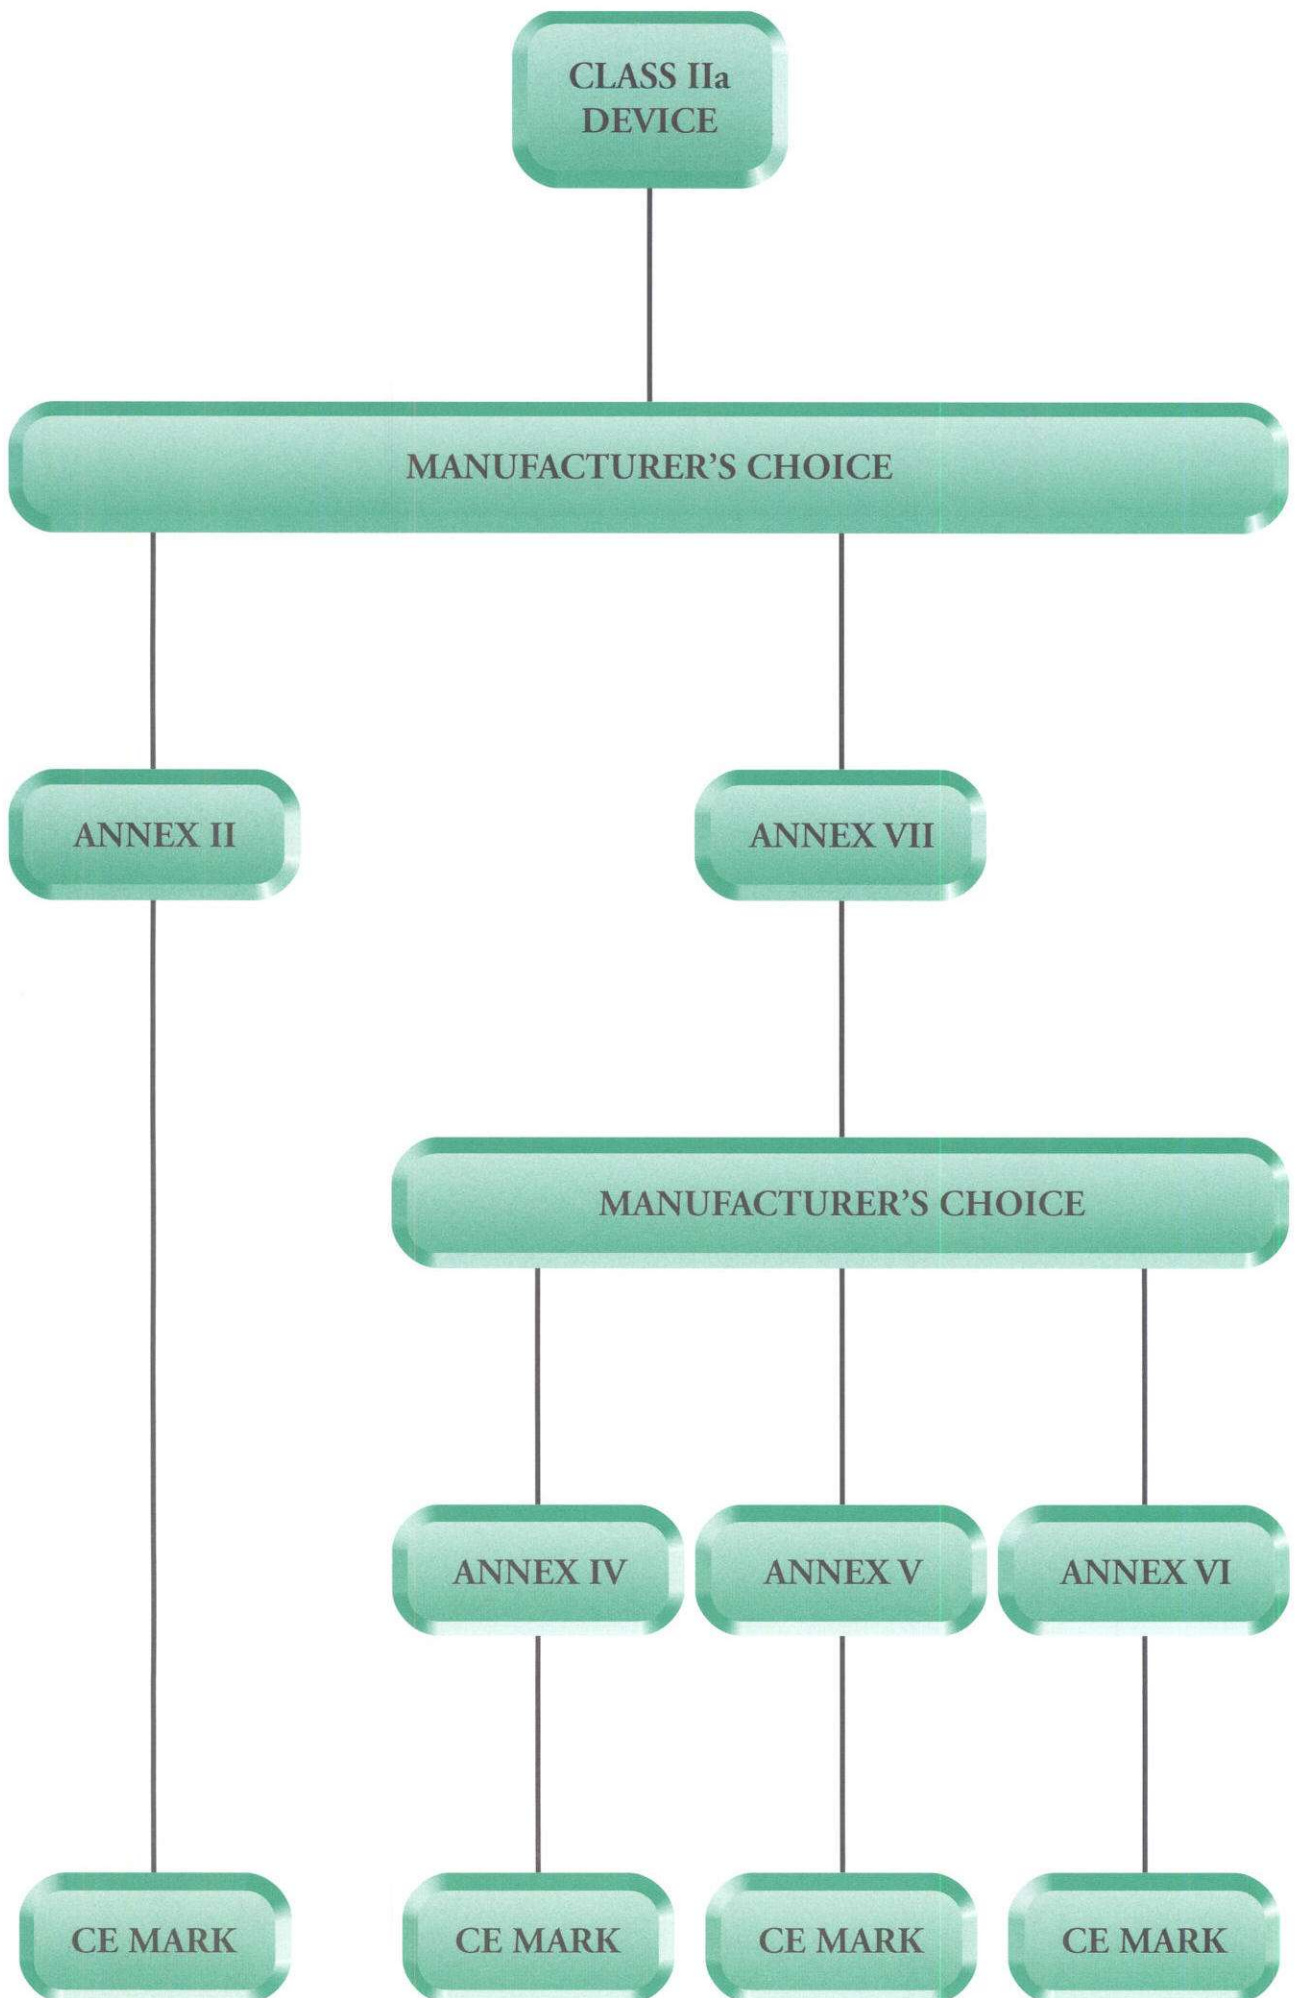 CLASS IIa
DEVICE
MANUFACTURER'S CHOICE
ANNEX II
ANNEX VII
MANUFACTURER'S CHOICE
ANNEX IV
ANNEX V
ANNEX VI
CE MARK
CE MARK
CE MARK
CE MARK